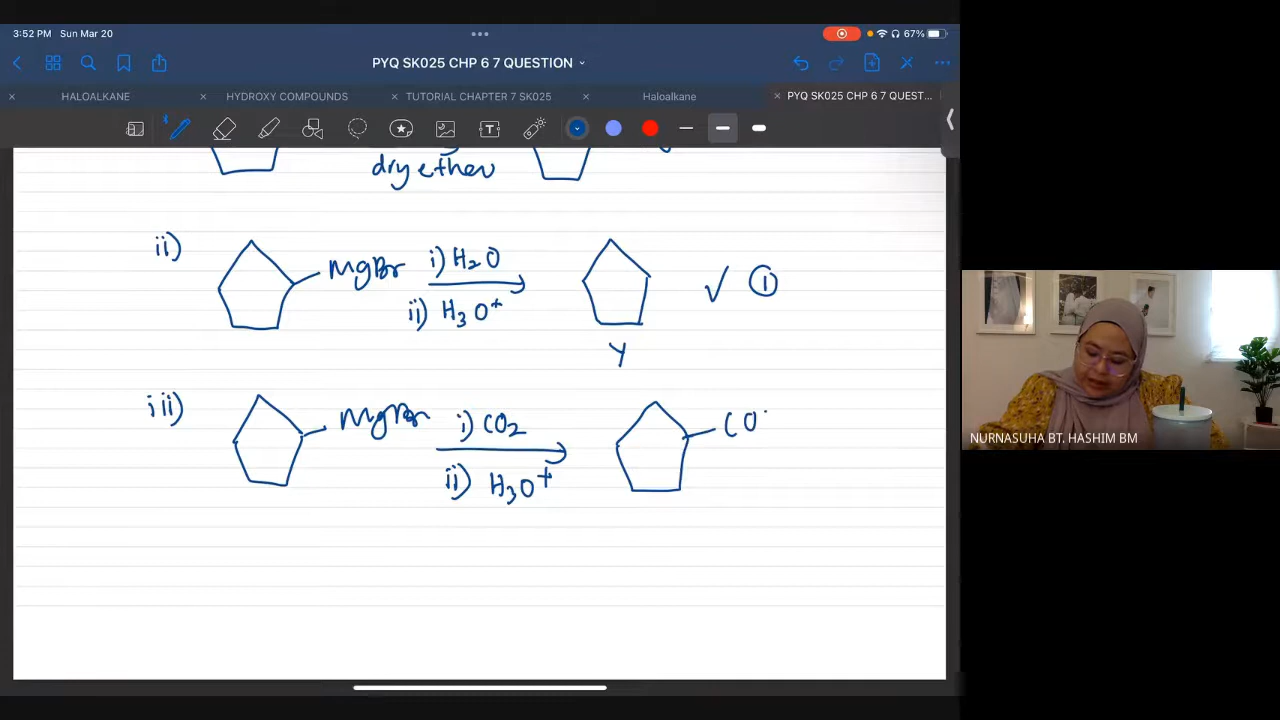 3:52 PM Sun Mar 20
67%
PYQ SK025 CHP 6 7 QUESTION
HALOALKANE
HYDROXY COMPOUNDS
TUTORIAL CHAPTER 7 SK025
Haloalkane
PYQ SK025 CHP 6 7 QUEST...
dry ether
ii) MgBr i) H2O ✓ ①
ii) H3O+
Y
iii) MgBr i) CO2 CO
ii) H3O+
NURNASUHA BT. HASHIM BM